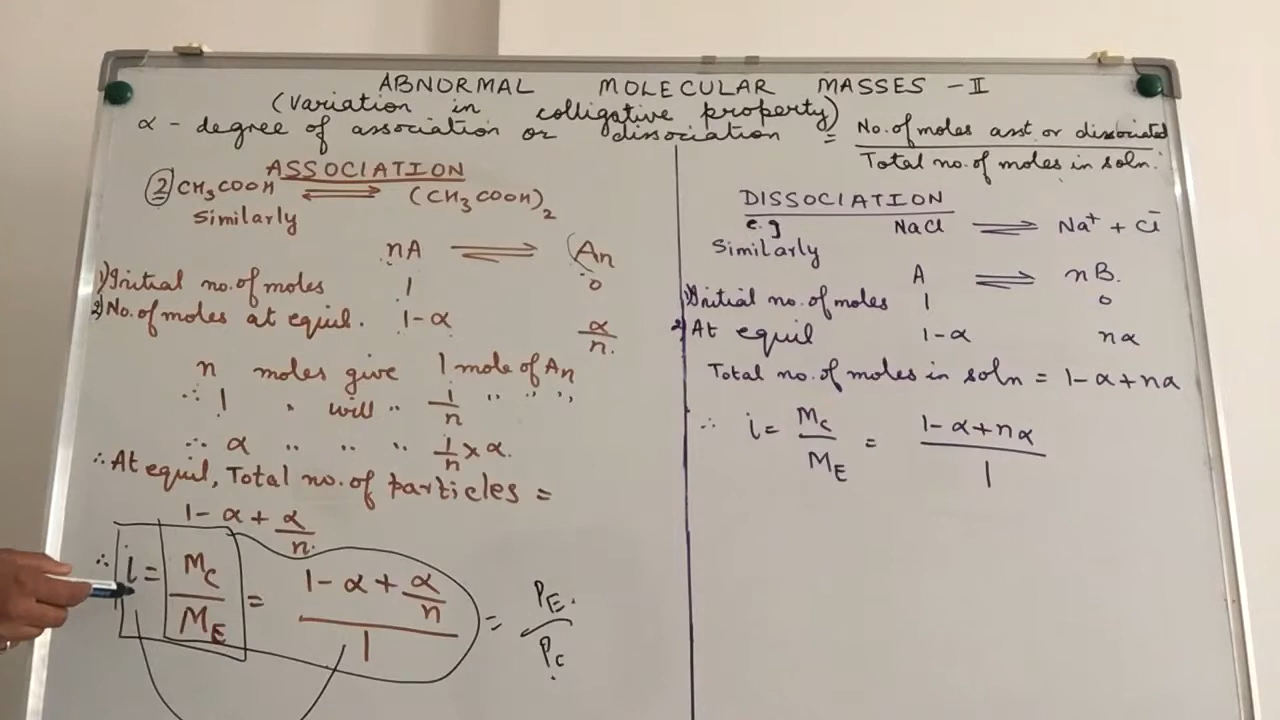 ABNORMAL MOLECULAR MASSES - II
(Variation in colligative property)
α - degree of association or dissociation = No. of moles asst or dissociated / Total no. of moles in soln.
ASSOCIATION
2 CH₃COOH ⇌ (CH₃COOH)₂
Similarly
nA ⇌ (An
1) Initial no. of moles 1 0
2) No. of moles at equil. 1-α α/n.
n moles give 1 mole of An
∴ 1 " will " 1/n " " "
∴ α " " " 1/n × α.
∴ At equil, Total no. of particles =
1 - α + α/n.
∴ i = Mc/ME = (1 - α + α/n)/1 = PE./Pc
DISSOCIATION
e.g NaCl ⇌ Na⁺ + Cl⁻
Similarly
A ⇌ nB.
1) Initial no. of moles 1 0
2) At equil 1-α nα
Total no. of moles in soln = 1-α+nα
∴ i = Mc/ME = (1-α+nα)/1